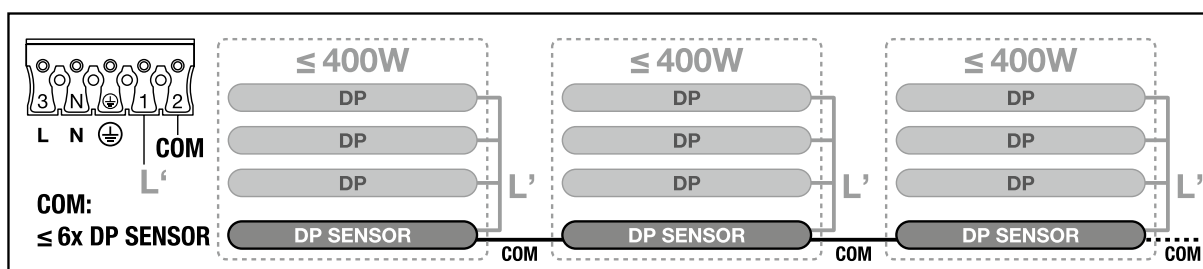 ≤ 400W ≤ 400W ≤ 400W
DP DP DP
3 N 1 2
L N COM
DP DP DP
L‘
DP L’ DP L’ DP L’
COM:
≤ 6x DP SENSOR
DP SENSOR DP SENSOR DP SENSOR
COM COM COM